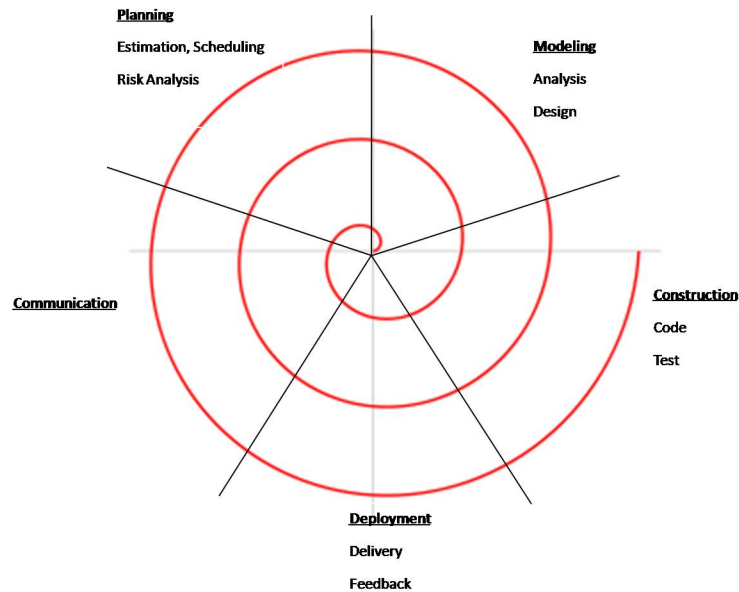 Planning
Estimation, Scheduling
Risk Analysis
Modeling
Analysis
Design
Communication
Construction
Code
Test
Deployment
Delivery
Feedback